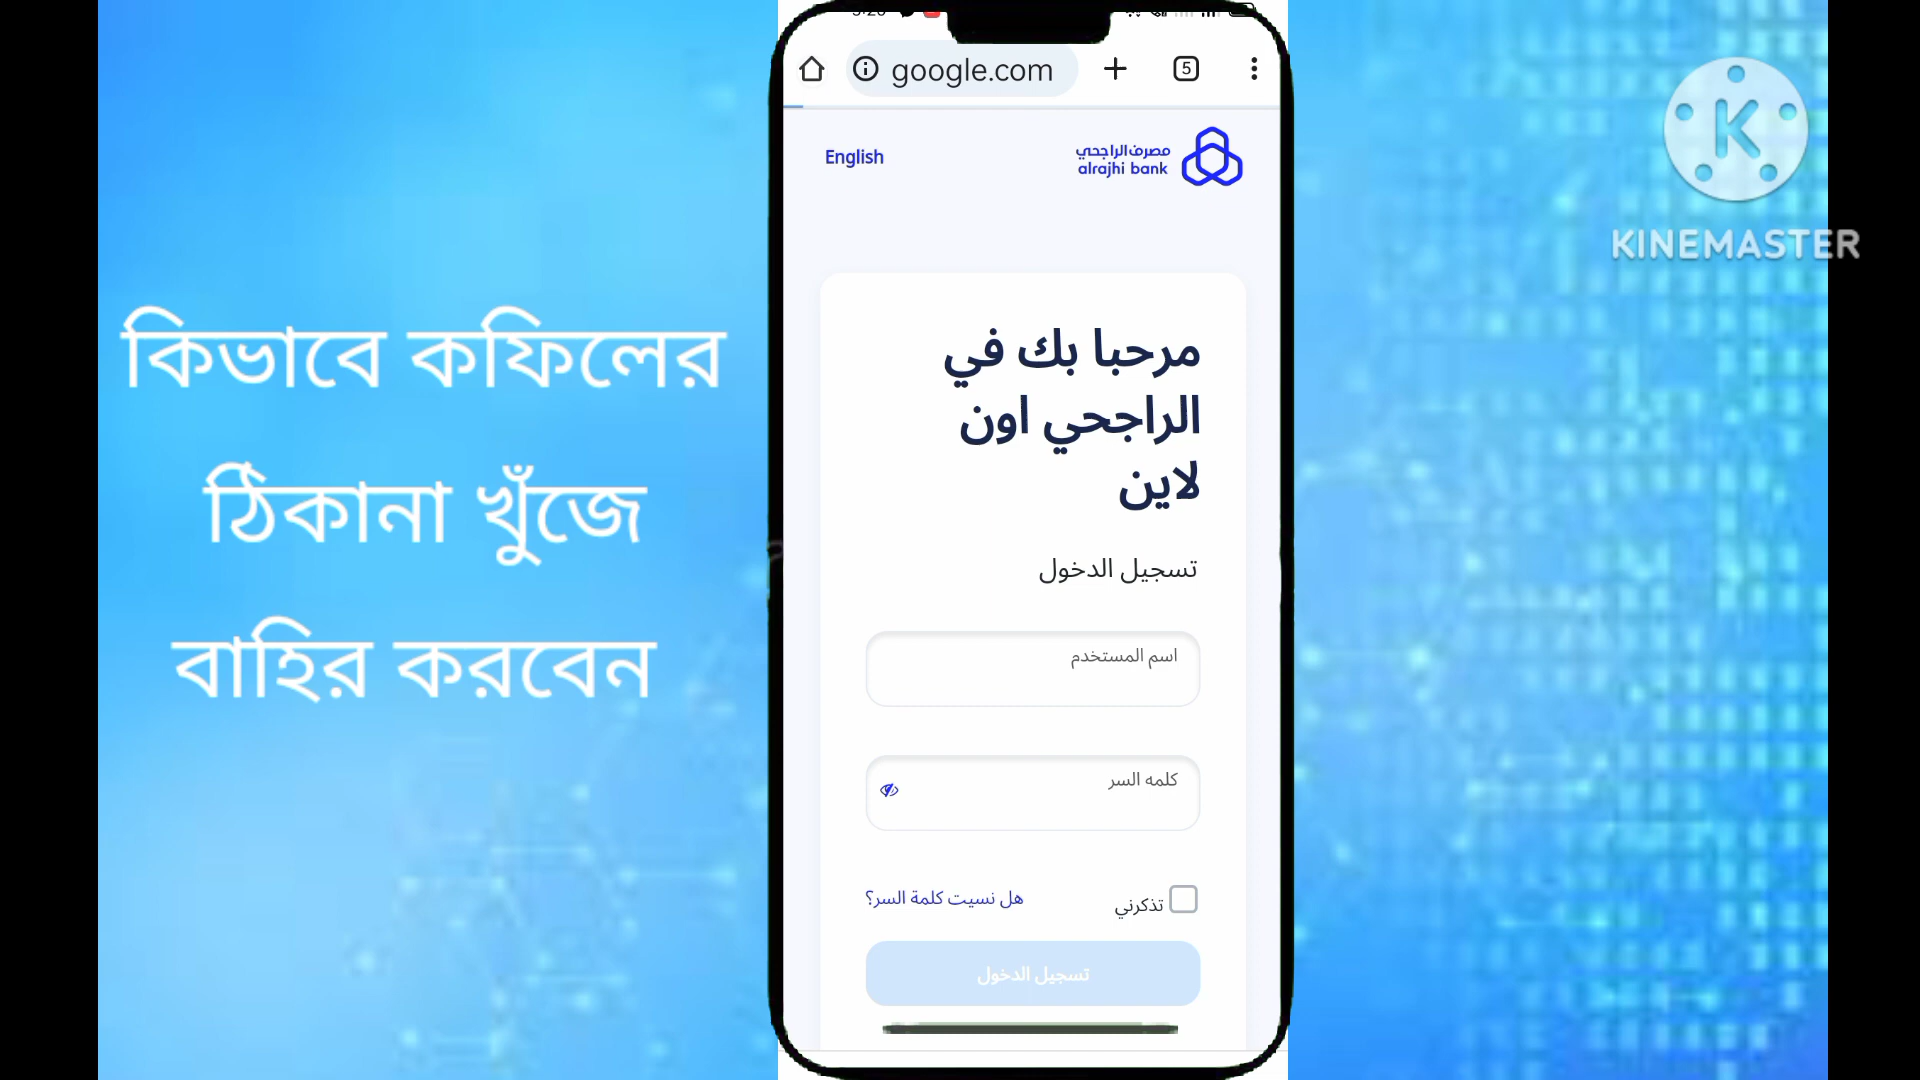 কিভাবে কফিলের
ঠিকানা খুঁজে
বাহির করবেন
google.com
5
English
مصرف الراجحي
alrajhi bank
مرحبا بك في
الراجحي اون
لاين
تسجيل الدخول
اسم المستخدم
كلمه السر
تذكرني
هل نسيت كلمة السر؟
تسجيل الدخول
K
KINEMASTER